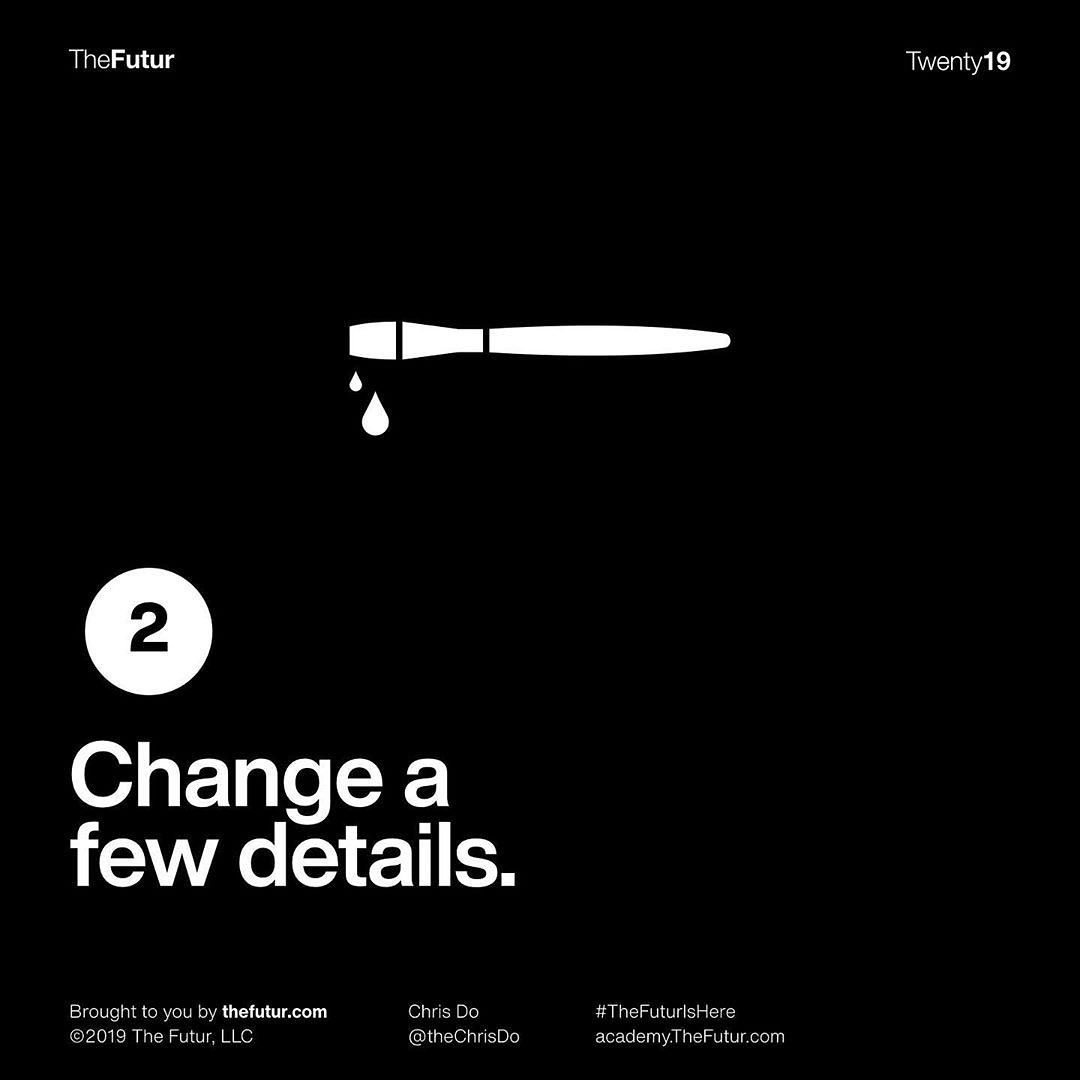 TheFutur
Twenty19
2
Change a
few details.
Brought to you by thefutur.com
©2019 The Futur, LLC
Chris Do
@theChrisDo
#TheFuturIsHere
academy.TheFutur.com